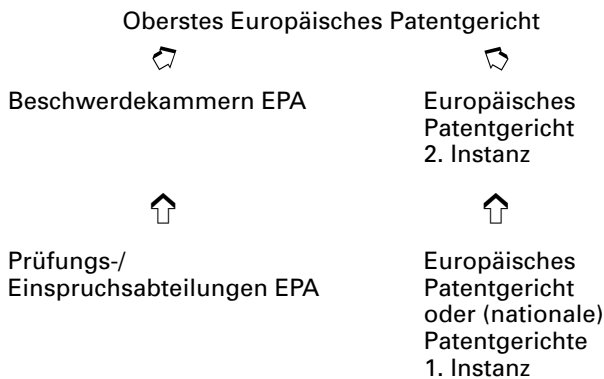 Oberstes Europäisches Patentgericht
Beschwerdekammern EPA
Europäisches
Patentgericht
2. Instanz
Prüfungs-/
Einspruchsabteilungen EPA
Europäisches
Patentgericht
oder (nationale)
Patentgerichte
1. Instanz